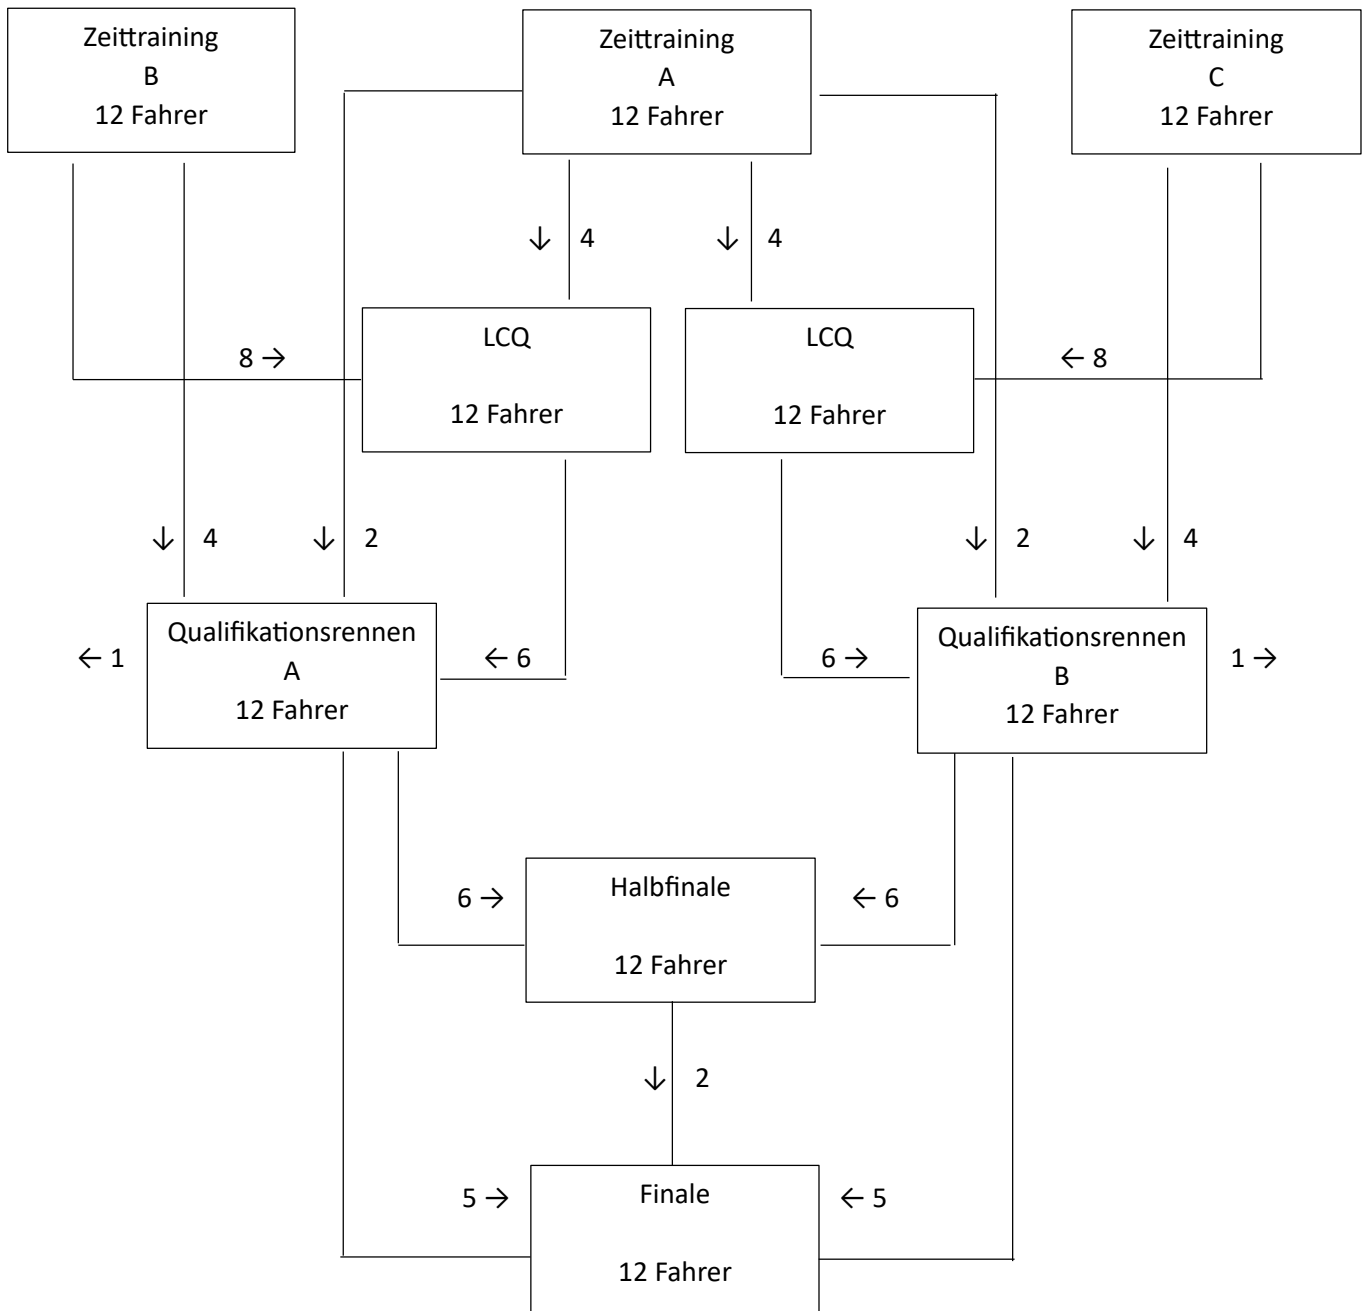 Zeittraining
B
12 Fahrer
Zeittraining
A
12 Fahrer
Zeittraining
C
12 Fahrer
↓ 4
↓ 4
LCQ
12 Fahrer
LCQ
12 Fahrer
8 →
← 8
↓ 4
↓ 2
↓ 2
↓ 4
Qualifikationsrennen
A
12 Fahrer
Qualifikationsrennen
B
12 Fahrer
← 1
← 6
6 →
1 →
Halbfinale
12 Fahrer
6 →
← 6
↓ 2
Finale
12 Fahrer
5 →
← 5